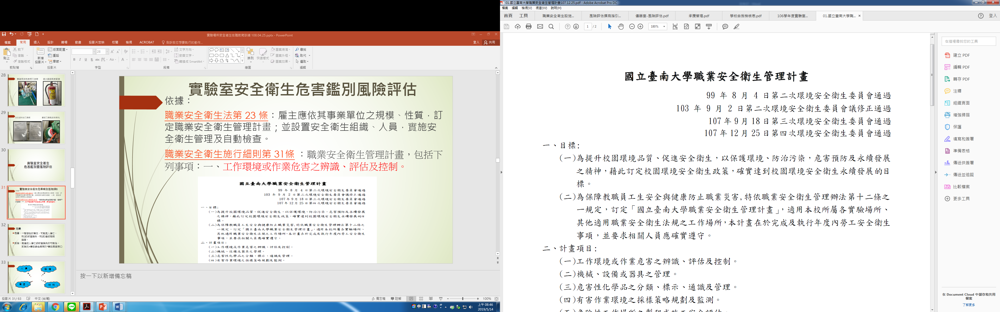 實驗場所安全衛生在職教育訓練 108.04.25.pptx - PowerPoint
檔案 常用 插入 設計 轉場 動畫 投影片放映 校閱 檢視 ACROBAT 告訴我您想要執行的動作... 登入 共用
貼上 剪下 複製 複製格式 剪貼簿
新增投影片 版面配置 重設 章節 投影片
28
B I U S abc AV Aa A 字型
文字方向 對齊文字 轉換成 SmartArt 段落
排列 快速樣式 圖案填滿 圖案外框 圖案效果 繪圖
尋找 取代 選取 編輯
28
29
30
實驗室安全衛生
危害鑑別暨風險評估
31
32
定義
33
人 員
設 備
環 境
材 料
實驗室安全衛生危害鑑別風險評估
依據：
職業安全衛生法第 23 條：雇主應依其事業單位之規模、性質，訂
定職業安全衛生管理計畫；並設置安全衛生組織、人員，實施安
全衛生管理及自動檢查。
職業安全衛生施行細則第 31條 ：職業安全衛生管理計畫，包括下
列事項：一、工作環境或作業危害之辨識、評估及控制。
國立臺南大學職業安全衛生管理計畫
99 年 8 月 4 日第二次環境安全衛生委員會通過
103 年 9 月 2 日第二次環境安全衛生委員會議修正通過
107 年 9 月 18 日第三次環境安全衛生委員會通過
107 年 12 月 25 日第四次環境安全衛生委員會通過
一、目標:
(一)為提升校園環境品質、促進安全衛生，以保護環境、防治污染，危害預防及永續發展
之精神，藉此訂定校園環境安全衛生政策，確實達到校園環境安全衛生永續發展的目
標。
(二)為保障教職員工生安全與健康防止職業災害,特依職業安全衛生管理辦法第十二條之
一規定，訂定「國立臺南大學職業安全衛生管理計畫」，適用本校所屬各實驗場所、
其他適用職業安全衛生法規之工作場所，本計畫在於完成及執行年度內勞工安全衛生
事項，並要求相關人員應確實遵守。
二、計畫項目:
(一)工作環境或作業危害之辨識、評估及控制。
(二)機械、設備或器具之管理。
(三)危害性化學品之分類、標示、通識及管理。
(四)有害作業環境之採樣策略規劃及監測。
按一下以新增備忘稿
投影片 31/ 63 中文 (台灣) 備忘稿 註解 100%
中 上午 08:46
2019/5/14
01.國立臺南大學職業安全衛生管理計畫107.12.25.pdf - Adobe Acrobat Pro DC
檔案 編輯 檢視(V) 視窗(W) 說明(H)
首頁 工具 職業安全衛生設施... 風險評估撰寫指引... 儀器室-風險評估.pdf 承攬管理.pdf 學校自我檢核表.pdf 106學年度實驗室... 01.國立臺南大學職... × 登入
1 / 2 180%
國立臺南大學職業安全衛生管理計畫
99 年 8 月 4 日第二次環境安全衛生委員會通過
103 年 9 月 2 日第二次環境安全衛生委員會議修正通過
107 年 9 月 18 日第三次環境安全衛生委員會通過
107 年 12 月 25 日第四次環境安全衛生委員會通過
一、目標:
(一)為提升校園環境品質、促進安全衛生，以保護環境、防治污染，危害預防及永續發展
之精神，藉此訂定校園環境安全衛生政策，確實達到校園環境安全衛生永續發展的目
標。
(二)為保障教職員工生安全與健康防止職業災害,特依職業安全衛生管理辦法第十二條之
一規定，訂定「國立臺南大學職業安全衛生管理計畫」，適用本校所屬各實驗場所、
其他適用職業安全衛生法規之工作場所，本計畫在於完成及執行年度內勞工安全衛生
事項，並要求相關人員應確實遵守。
二、計畫項目:
(一)工作環境或作業危害之辨識、評估及控制。
(二)機械、設備或器具之管理。
(三)危害性化學品之分類、標示、通識及管理。
(四)有害作業環境之採樣策略規劃及監測。
在這裡尋找您的工具
建立 PDF
編輯 PDF
轉存 PDF
注釋
組織頁面
增強掃描
保護
填寫和簽署
準備表格
傳送供簽署
傳送並追蹤
比較檔案
更多工具
在 Document Cloud 中儲存和共用
檔案
了解更多